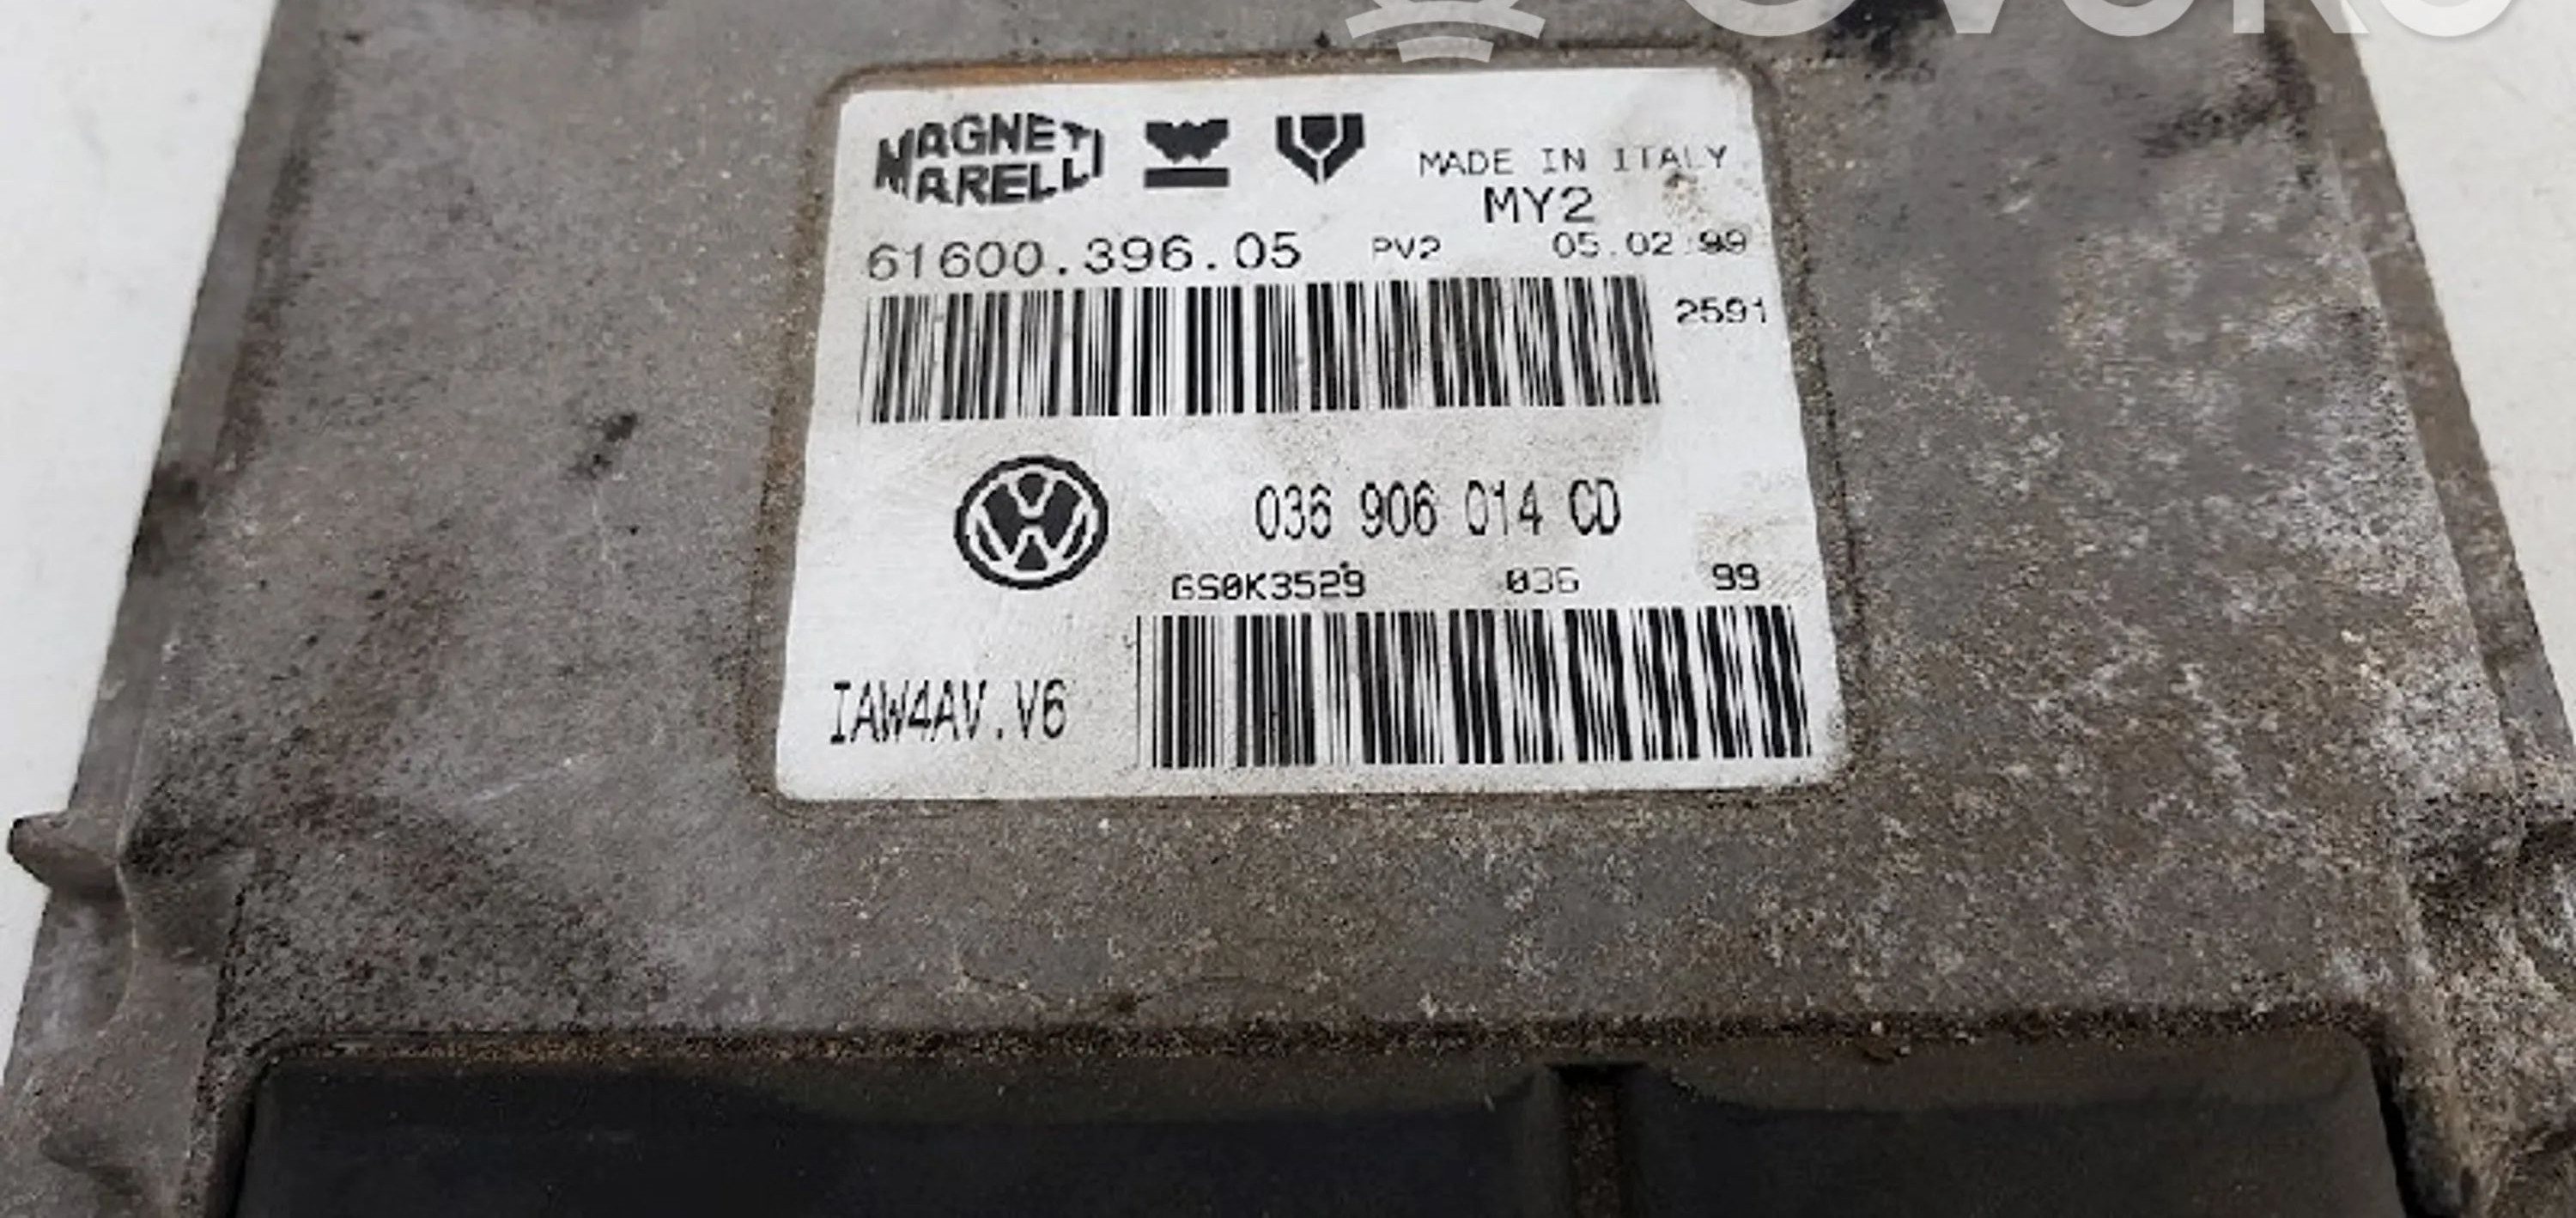 OVOKO
MAGNETI
MARELLI
MADE IN ITALY
MY2
61600.396.05 PV2 05.02.99
2591
036 906 014 CD
GS0K3529 036 99
IAW4AV.V6